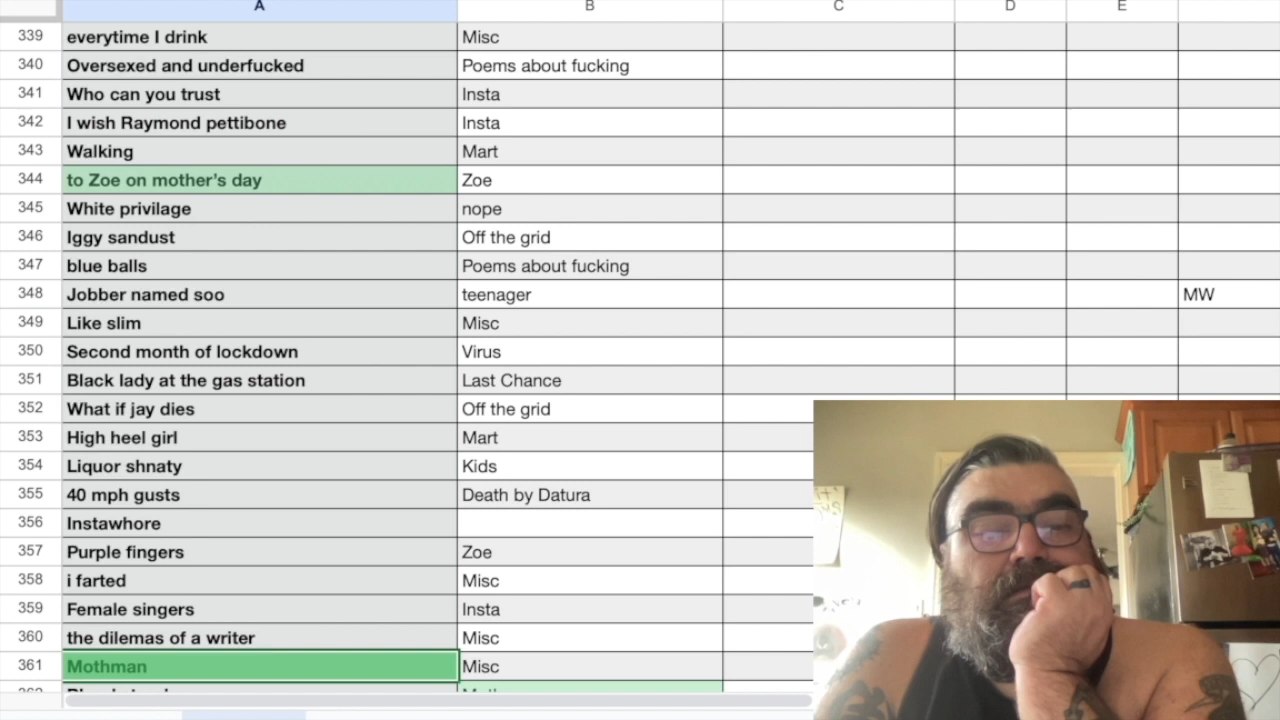 A B C D E
339 everytime I drink Misc
340 Oversexed and underfucked Poems about fucking
341 Who can you trust Insta
342 I wish Raymond pettibone Insta
343 Walking Mart
344 to Zoe on mother's day Zoe
345 White privilage nope
346 Iggy sandust Off the grid
347 blue balls Poems about fucking
348 Jobber named soo teenager MW
349 Like slim Misc
350 Second month of lockdown Virus
351 Black lady at the gas station Last Chance
352 What if jay dies Off the grid
353 High heel girl Mart
354 Liquor shnaty Kids
355 40 mph gusts Death by Datura
356 Instawhore
357 Purple fingers Zoe
358 i farted Misc
359 Female singers Insta
360 the dilemas of a writer Misc
361 Mothman Misc